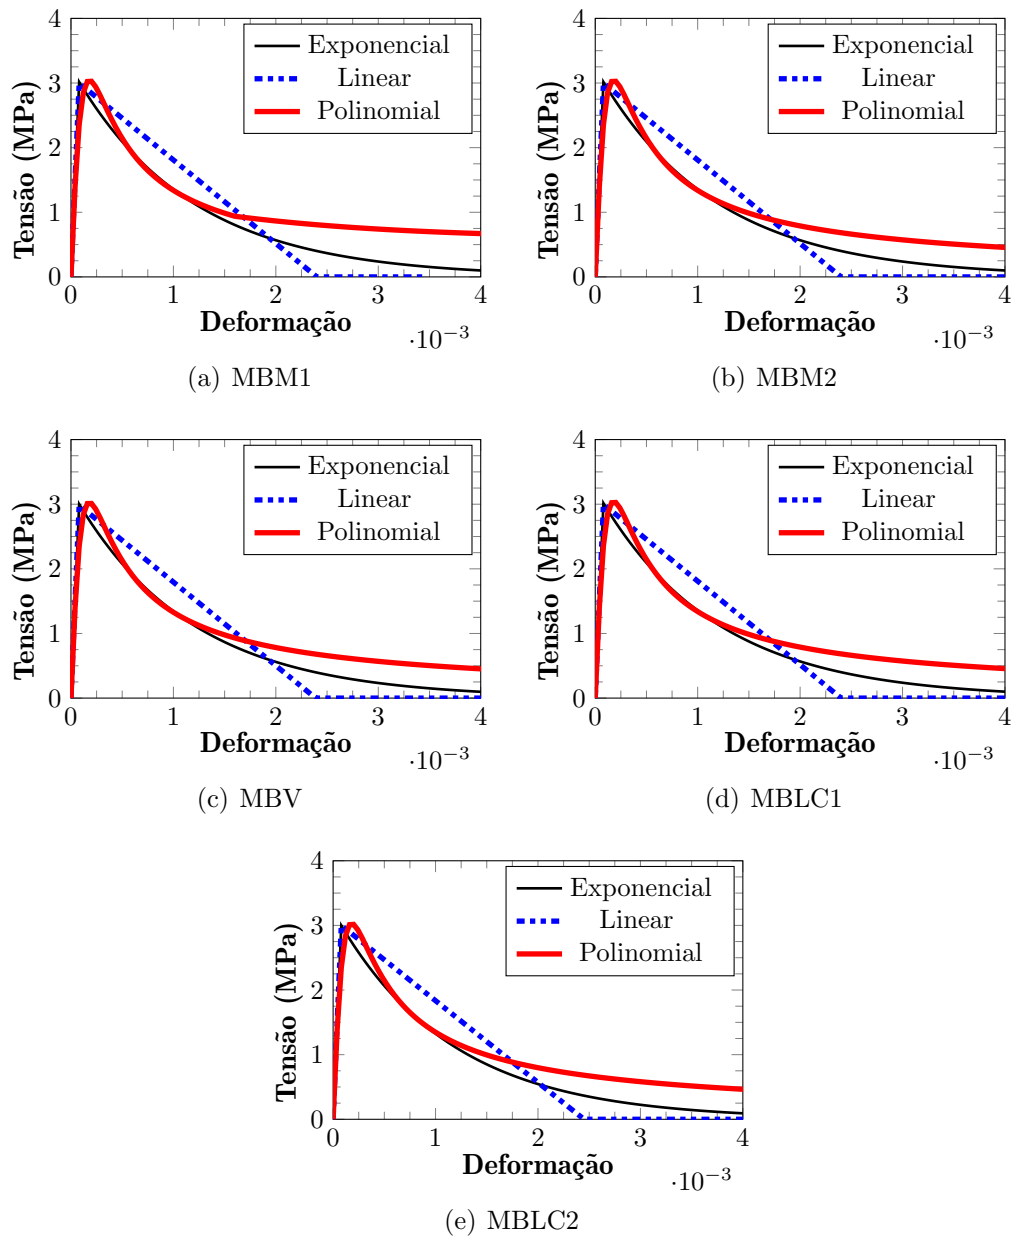 4
3
2
1
0
Tensão (MPa)
Exponencial
Linear
Polinomial
0 1 2 3 4
Deformação
·10⁻³
(a) MBM1
4
3
2
1
0
Tensão (MPa)
Exponencial
Linear
Polinomial
0 1 2 3 4
Deformação
·10⁻³
(b) MBM2
4
3
2
1
0
Tensão (MPa)
Exponencial
Linear
Polinomial
0 1 2 3 4
Deformação
·10⁻³
(c) MBV
4
3
2
1
0
Tensão (MPa)
Exponencial
Linear
Polinomial
0 1 2 3 4
Deformação
·10⁻³
(d) MBLC1
4
3
2
1
0
Tensão (MPa)
Exponencial
Linear
Polinomial
0 1 2 3 4
Deformação
·10⁻³
(e) MBLC2